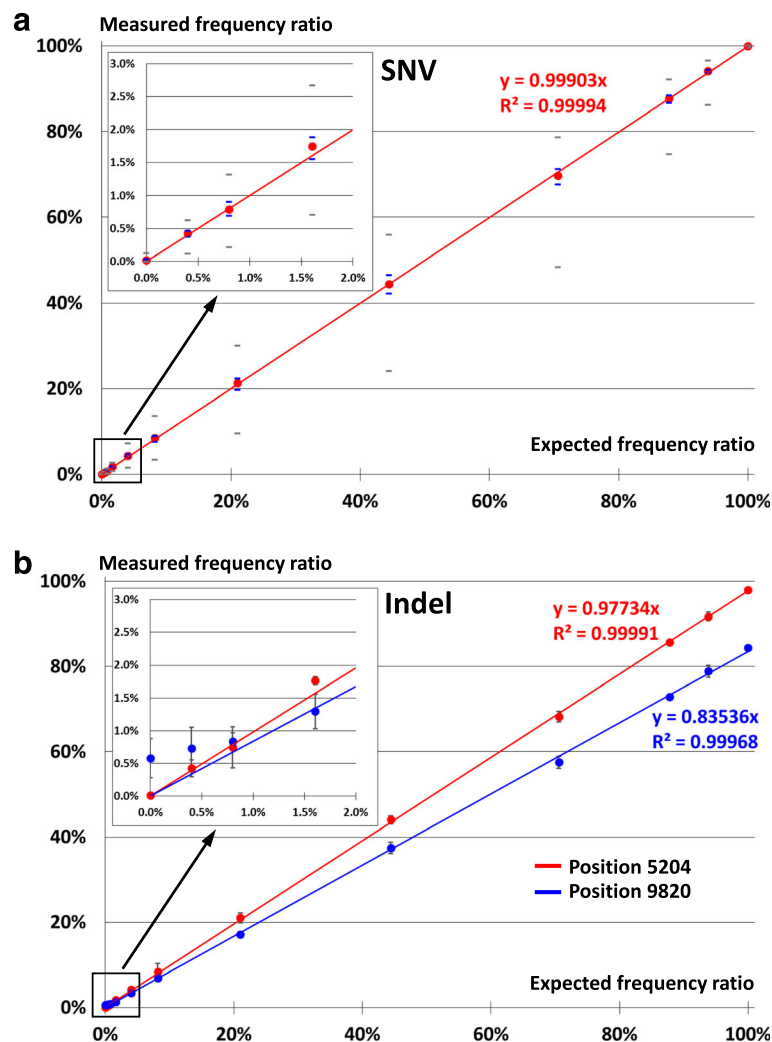 a
Measured frequency ratio
100%
80%
60%
40%
20%
0%
SNV
3.0%
2.5%
2.0%
1.5%
1.0%
0.5%
0.0%
0.0% 0.5% 1.0% 1.5% 2.0%
y = 0.99903x
R² = 0.99994
Expected frequency ratio
0% 20% 40% 60% 80% 100%
b
Measured frequency ratio
100%
80%
60%
40%
20%
0%
Indel
3.0%
2.5%
2.0%
1.5%
1.0%
0.5%
0.0%
0.0% 0.5% 1.0% 1.5% 2.0%
y = 0.97734x
R² = 0.99991
y = 0.83536x
R² = 0.99968
Position 5204
Position 9820
Expected frequency ratio
0% 20% 40% 60% 80% 100%